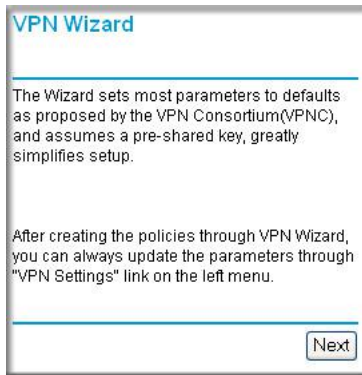 VPN Wizard
The Wizard sets most parameters to defaults
as proposed by the VPN Consortium(VPNC),
and assumes a pre-shared key, greatly
simplifies setup.
After creating the policies through VPN Wizard,
you can always update the parameters through
"VPN Settings" link on the left menu.
Next